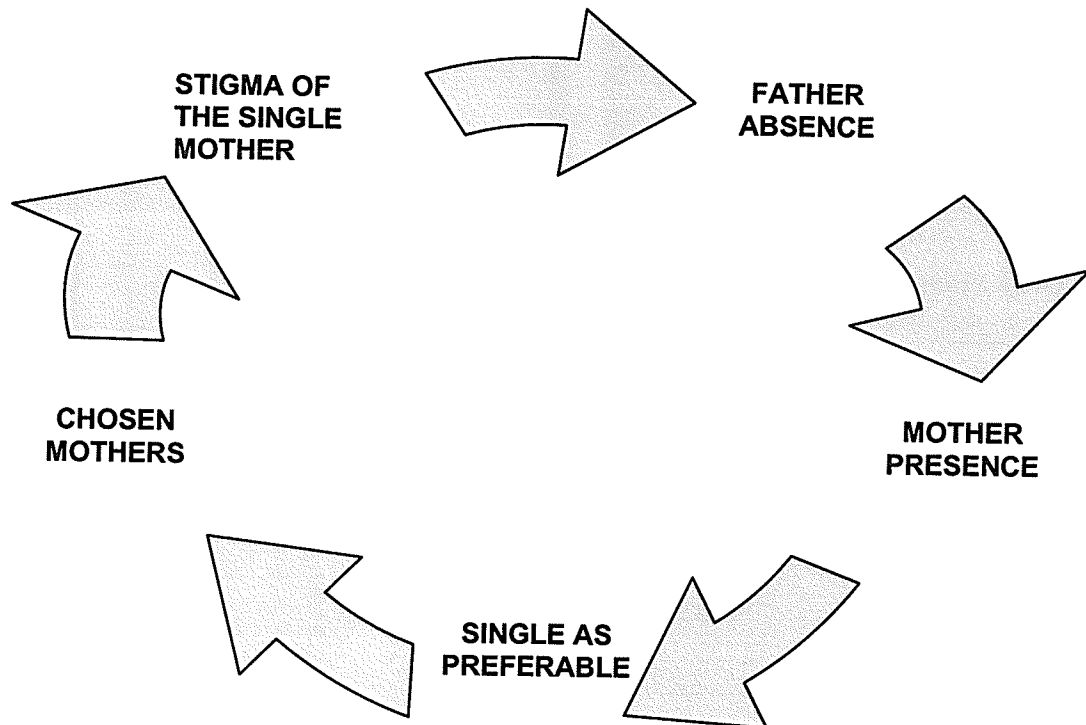 STIGMA OF
THE SINGLE
MOTHER
FATHER
ABSENCE
MOTHER
PRESENCE
SINGLE AS
PREFERABLE
CHOSEN
MOTHERS